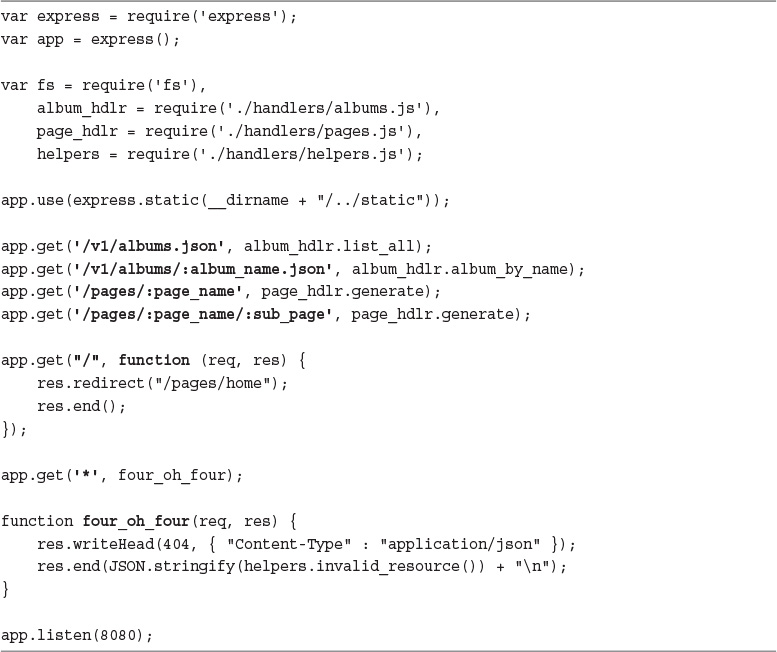 var express = require('express');
var app = express();

var fs = require('fs'),
    album_hdlr = require('./handlers/albums.js'),
    page_hdlr = require('./handlers/pages.js'),
    helpers = require('./handlers/helpers.js');

app.use(express.static(__dirname + "/../static"));

app.get('/v1/albums.json', album_hdlr.list_all);
app.get('/v1/albums/:album_name.json', album_hdlr.album_by_name);
app.get('/pages/:page_name', page_hdlr.generate);
app.get('/pages/:page_name/:sub_page', page_hdlr.generate);

app.get("/", function (req, res) {
    res.redirect("/pages/home");
    res.end();
});

app.get('*', four_oh_four);

function four_oh_four(req, res) {
    res.writeHead(404, { "Content-Type" : "application/json" });
    res.end(JSON.stringify(helpers.invalid_resource()) + "\n");
}

app.listen(8080);